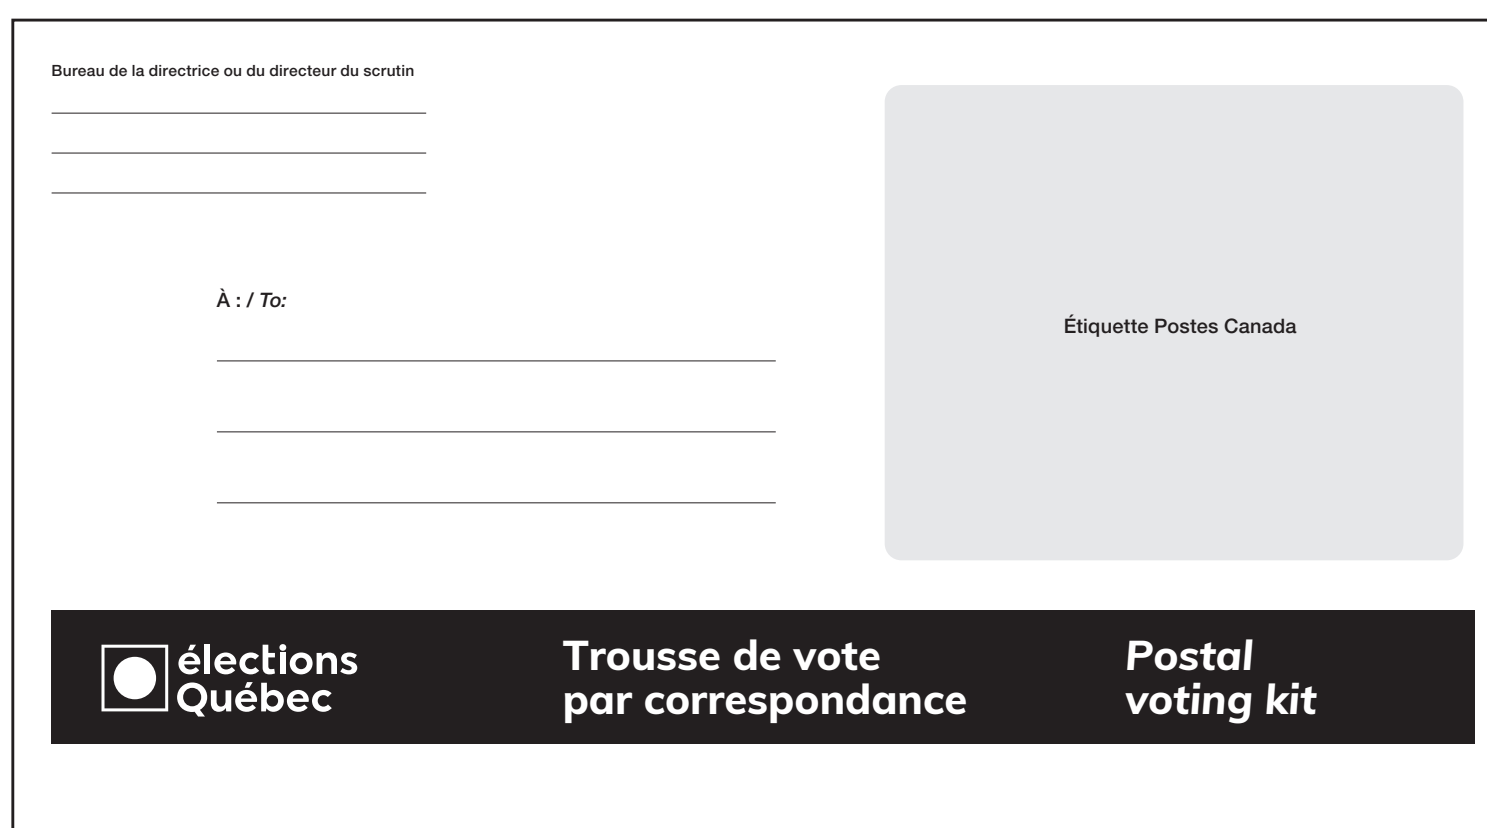 Bureau de la directrice ou du directeur du scrutin
À : / To:
Étiquette Postes Canada
élections
Québec
Trousse de vote
par correspondance
Postal
voting kit